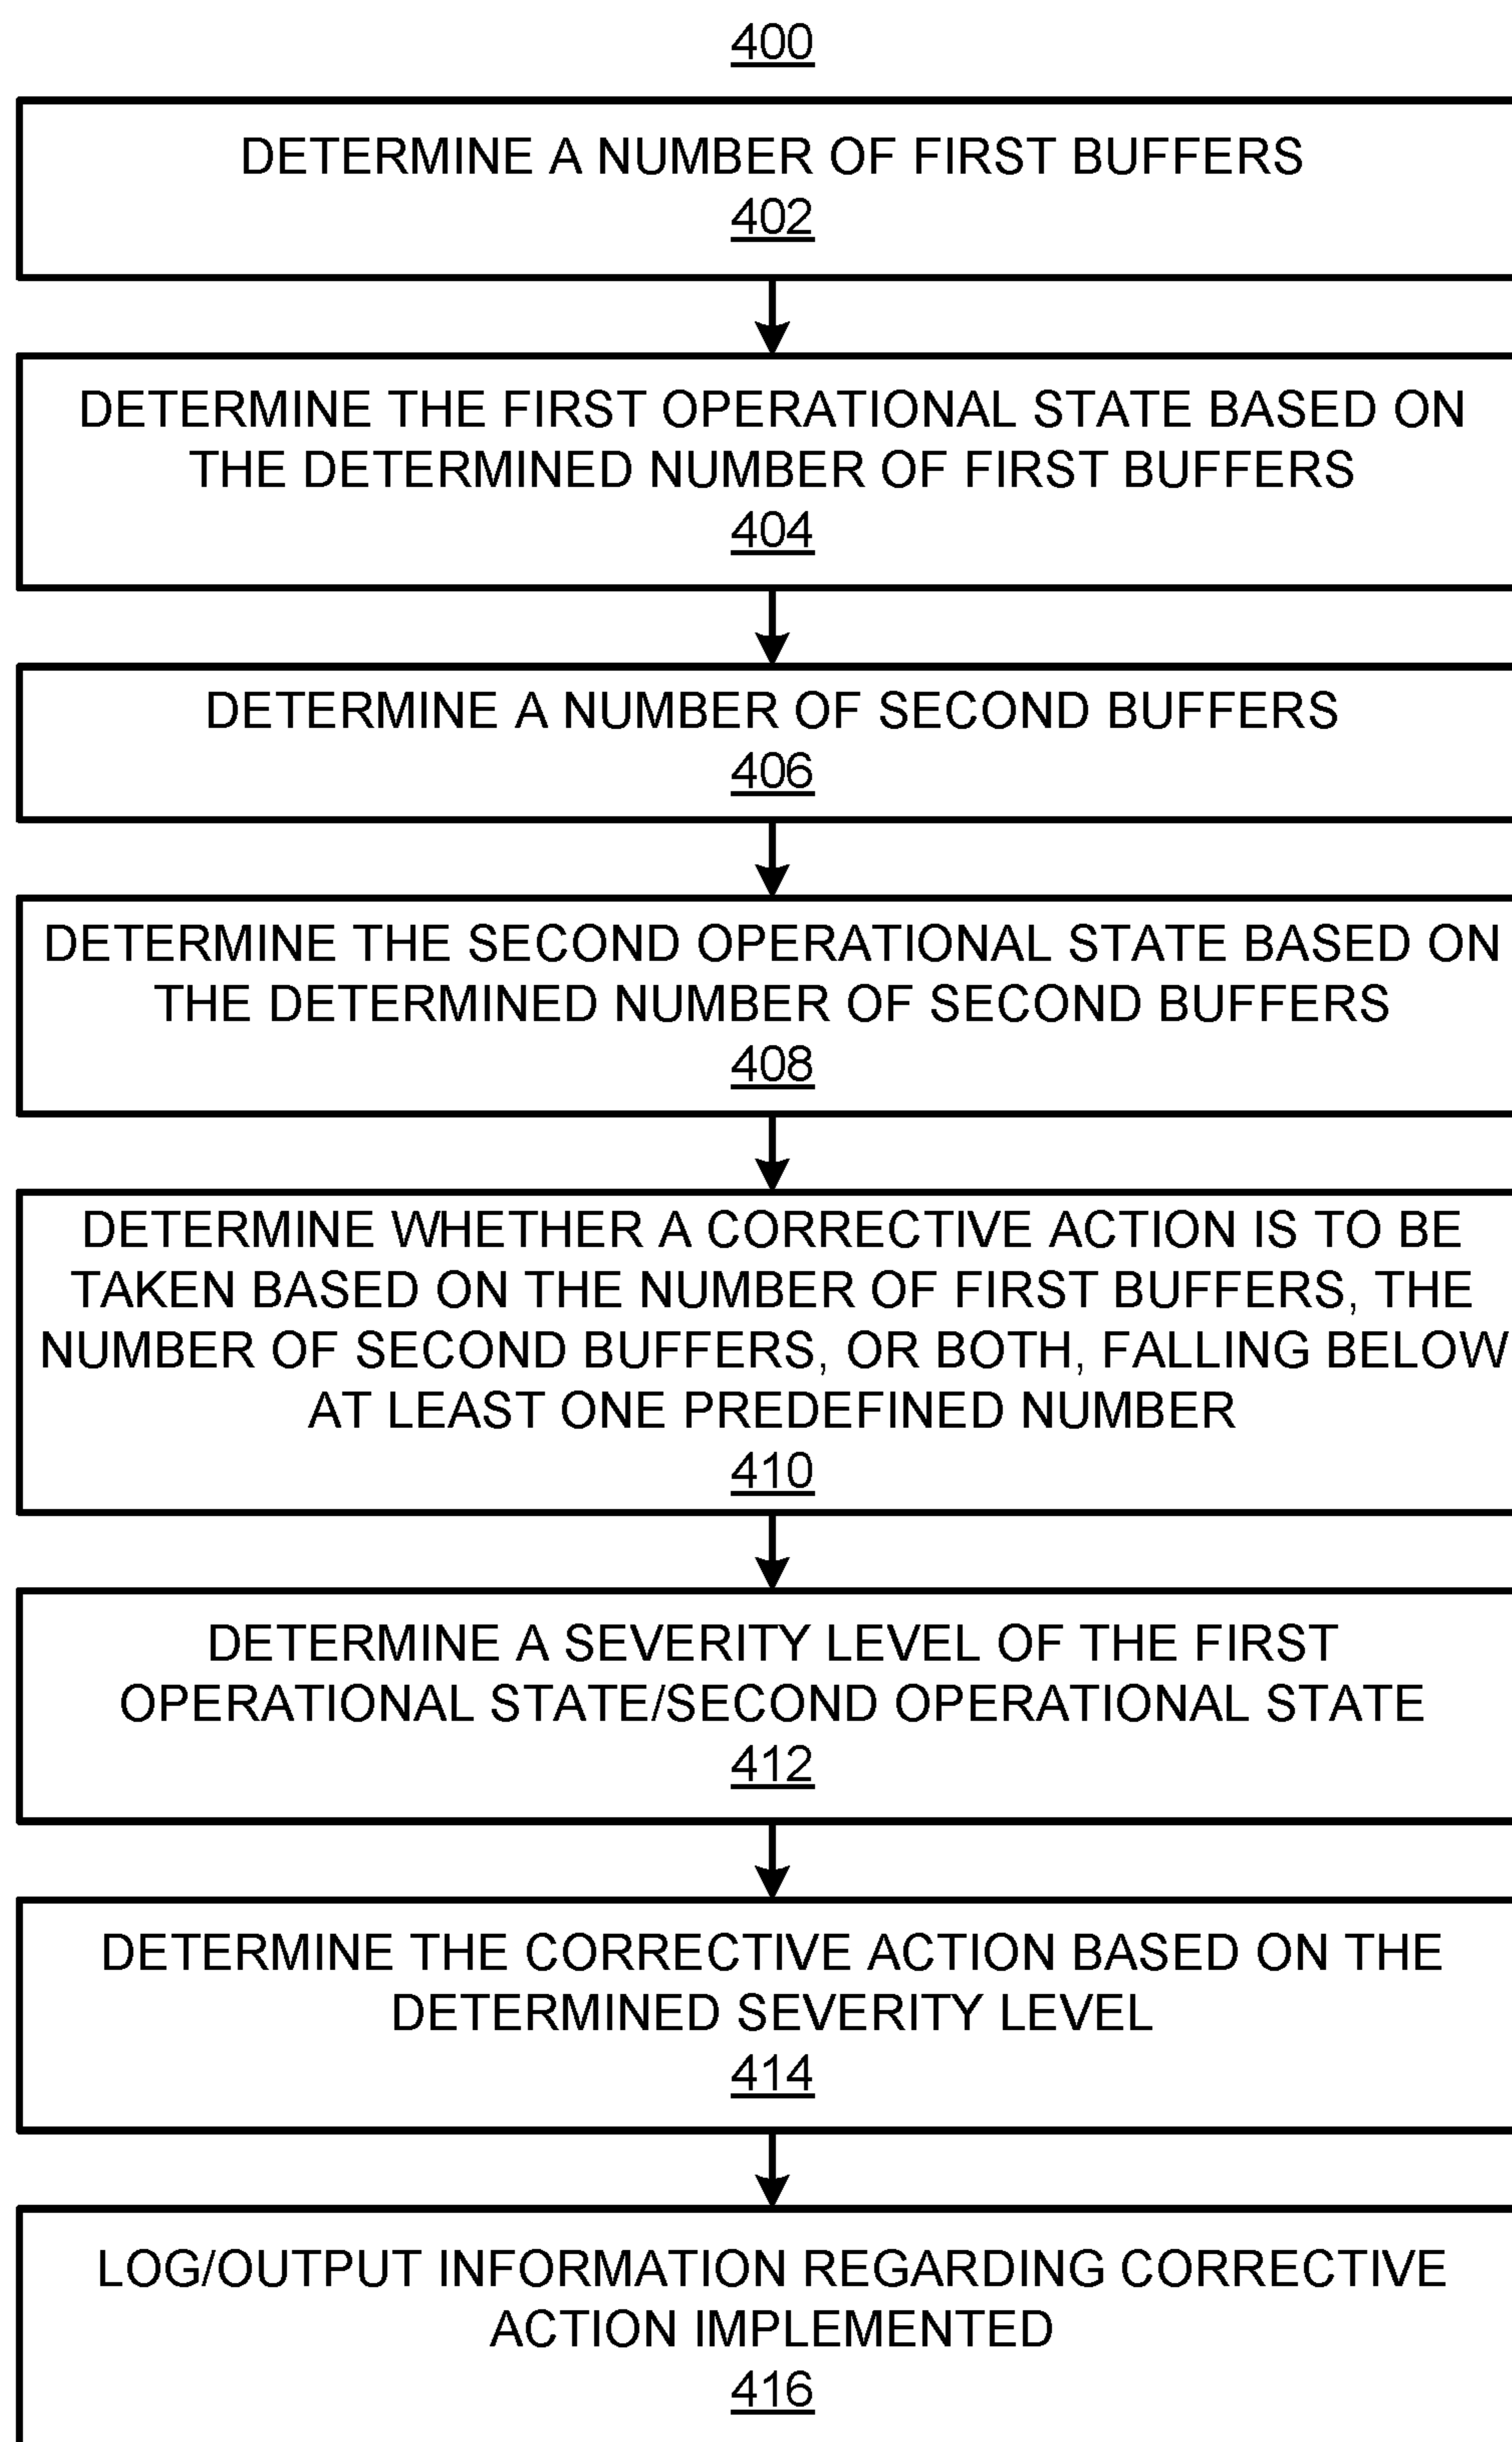 400
DETERMINE A NUMBER OF FIRST BUFFERS
402
DETERMINE THE FIRST OPERATIONAL STATE BASED ON
THE DETERMINED NUMBER OF FIRST BUFFERS
404
DETERMINE A NUMBER OF SECOND BUFFERS
406
DETERMINE THE SECOND OPERATIONAL STATE BASED ON
THE DETERMINED NUMBER OF SECOND BUFFERS
408
DETERMINE WHETHER A CORRECTIVE ACTION IS TO BE
TAKEN BASED ON THE NUMBER OF FIRST BUFFERS, THE
NUMBER OF SECOND BUFFERS, OR BOTH, FALLING BELOW
AT LEAST ONE PREDEFINED NUMBER
410
DETERMINE A SEVERITY LEVEL OF THE FIRST
OPERATIONAL STATE/SECOND OPERATIONAL STATE
412
DETERMINE THE CORRECTIVE ACTION BASED ON THE
DETERMINED SEVERITY LEVEL
414
LOG/OUTPUT INFORMATION REGARDING CORRECTIVE
ACTION IMPLEMENTED
416